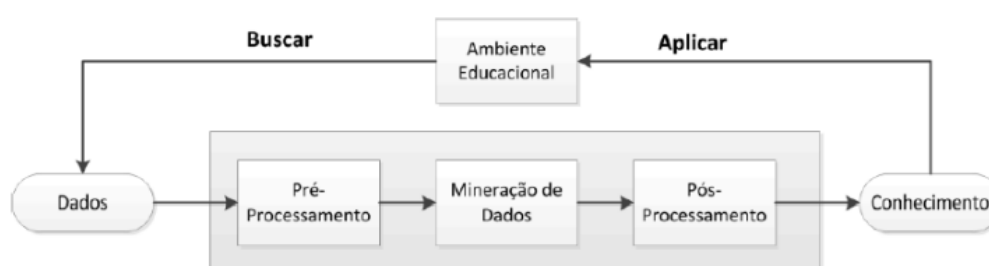 Buscar
Ambiente
Educacional
Aplicar
Dados
Pré-
Processamento
Mineração de
Dados
Pós-
Processamento
Conhecimento